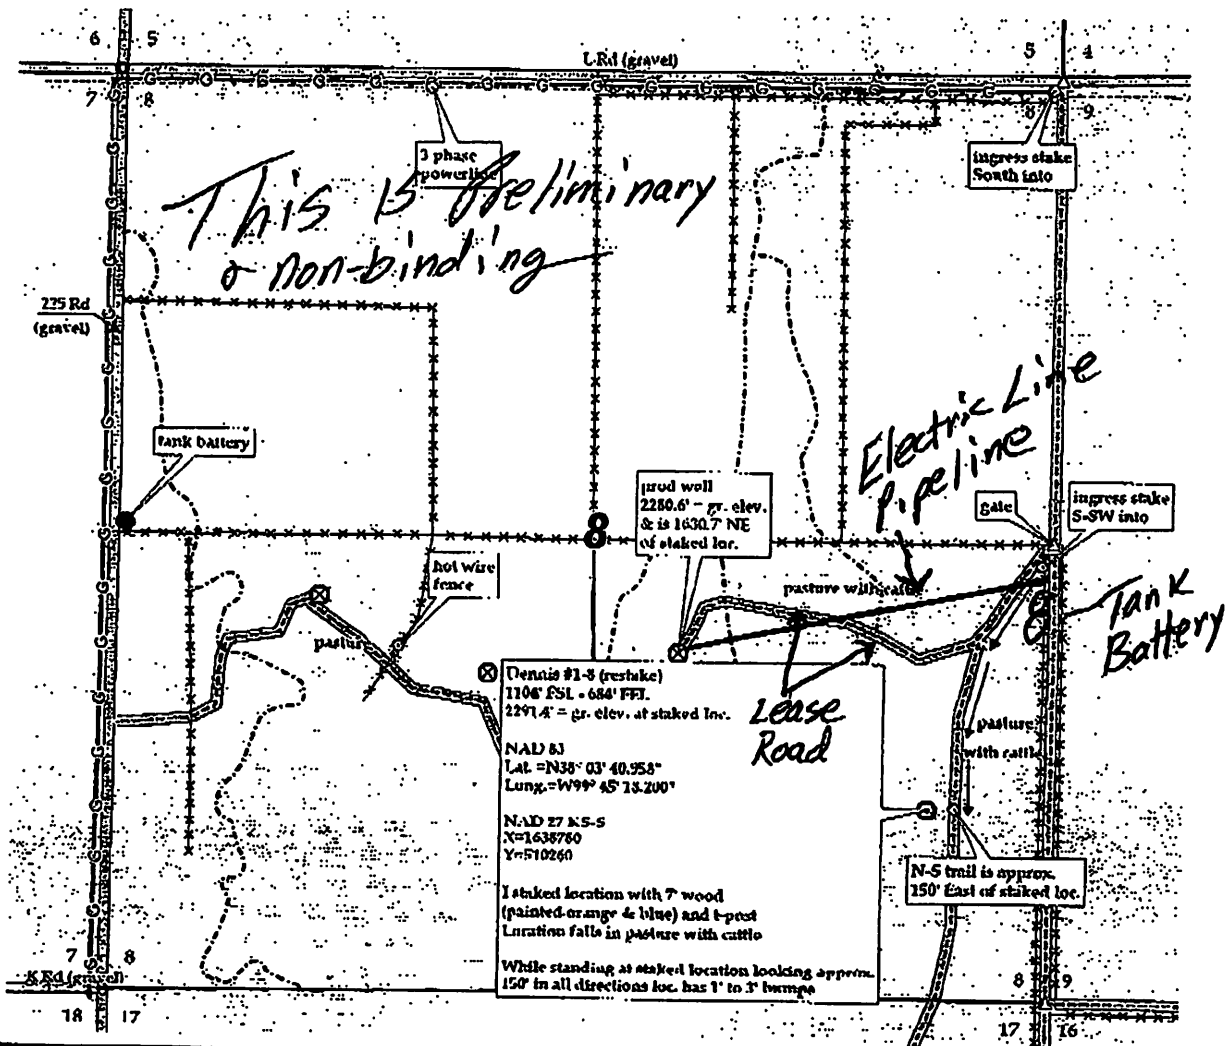 6 5
5 4
L Rd (gravel)
7 8
8 9
3 phase
powerline
ingress stake
South into
This is Preliminary
& non-binding
225 Rd
(gravel)
Electric Line
Pipeline
tank battery
prod well
2280.6' = gr. elev.
& is 1630.7' NE
of staked loc.
gate
ingress stake
S-SW into
8
hot wire
fence
pasture with cattle
Tank
Battery
pasture
Dennis #1-8 (restake)
1104' FSL - 684' FEL
2291.4' = gr. elev. at staked loc.
Lease
Road
pasture
with cattle
NAD 83
Lat. =N38° 03' 40.958"
Long.=W99° 45' 18.200"
NAD 27 KS-S
X=1638760
Y=510260
N-S trail is approx.
150' East of staked loc.
I staked location with 7' wood
(painted orange & blue) and t-post
Location falls in pasture with cattle
While standing at staked location looking approx.
150' in all directions loc. has 1' to 3' bumps
7 8
K Rd (gravel)
8 9
18 17
17 16